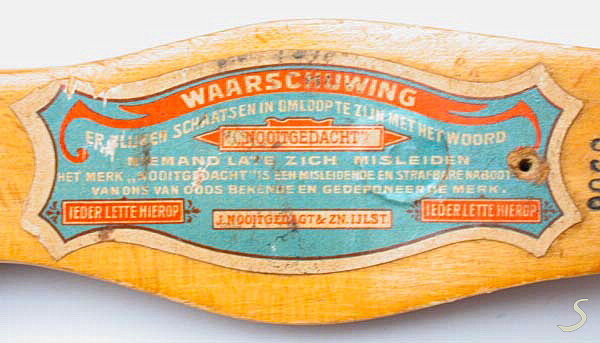 WAARSCHUWING
ER BLIJKEN SCHAATSEN IN OMLOOP TE ZIJN MET HET WOORD
"NOOITGEDACHT"
NIEMAND LATE ZICH MISLEIDEN
HET MERK „NOOITGEDACHT" IS EEN MISLEIDENDE EN STRAFBARE NABOOT-
VAN ONS VAN OUDS BEKENDE EN GEDEPONEERDE MERK.
IEDER LETTE HIEROP
J.NOOITGEDAGT & ZN. IJLST.
IEDER LETTE HIEROP
S